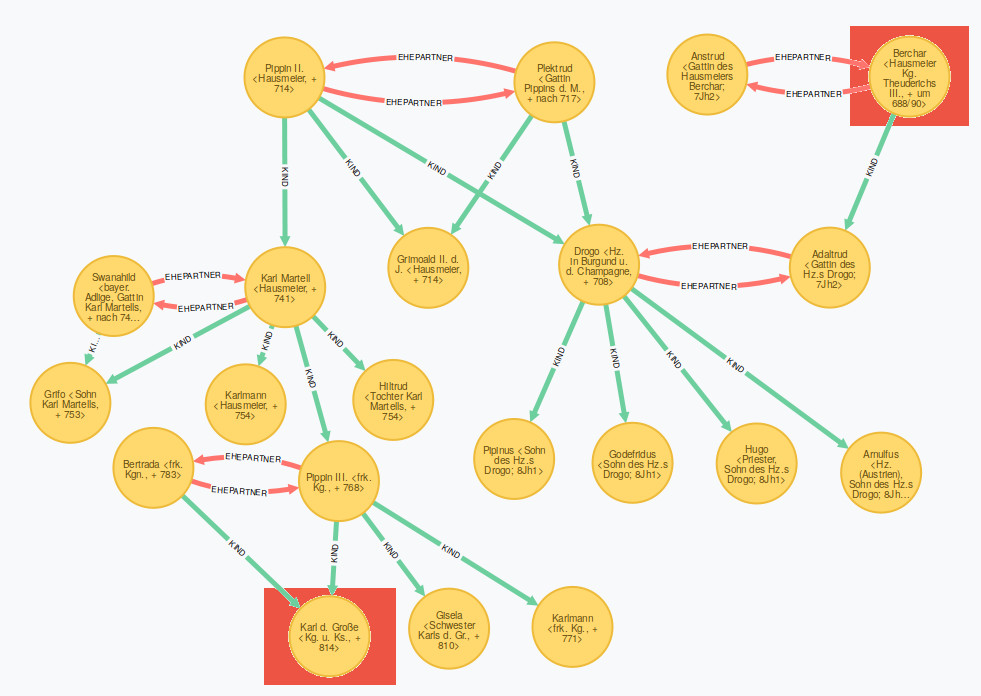 Pippin II.
<Hausmeier, +
714>
EHEPARTNER
EHEPARTNER
Plektrud
<Gattin
Pippins d. M.,
+ nach 717>
Anstrud
<Gattin des
Hausmeiers
Berchar;
7Jh2>
EHEPARTNER
EHEPARTNER
Berchar
<Hausmeier
Kg.
Theuderichs
III., + um
688/90>
KIND
KIND
KIND
KIND
KIND
KIND
Swanahild
<bayer.
Adlige, Gattin
Karl Martells,
+ nach 74...
EHEPARTNER
EHEPARTNER
Karl Martell
<Hausmeier, +
741>
Grimoald II. d.
J. <Hausmeier,
+ 714>
Drogo <Hz.
in Burgund u.
d. Champagne,
+ 708>
EHEPARTNER
EHEPARTNER
Adaltrud
<Gattin des
Hz.s Drogo;
7Jh2>
KI...
KIND
KIND
KIND
KIND
KIND
KIND
KIND
KIND
Grifo <Sohn
Karl Martells,
+ 753>
Karlmann
<Hausmeier, +
754>
Hiltrud
<Tochter Karl
Martells, +
754>
Pipinus <Sohn
des Hz.s
Drogo; 8Jh1>
Godefridus
<Sohn des Hz.s
Drogo; 8Jh1>
Hugo
<Priester,
Sohn des Hz.s
Drogo; 8Jh1>
Arnulfus
<Hz.
(Austrien),
Sohn des Hz.s
Drogo; 8Jh...
Bertrada <frk.
Kgn., + 783>
EHEPARTNER
EHEPARTNER
Pippin III. <frk.
Kg., + 768>
KIND
KIND
KIND
KIND
Karl d. Große
<Kg. u. Ks., +
814>
Gisela
<Schwester
Karls d. Gr., +
810>
Karlmann
<frk. Kg., +
771>